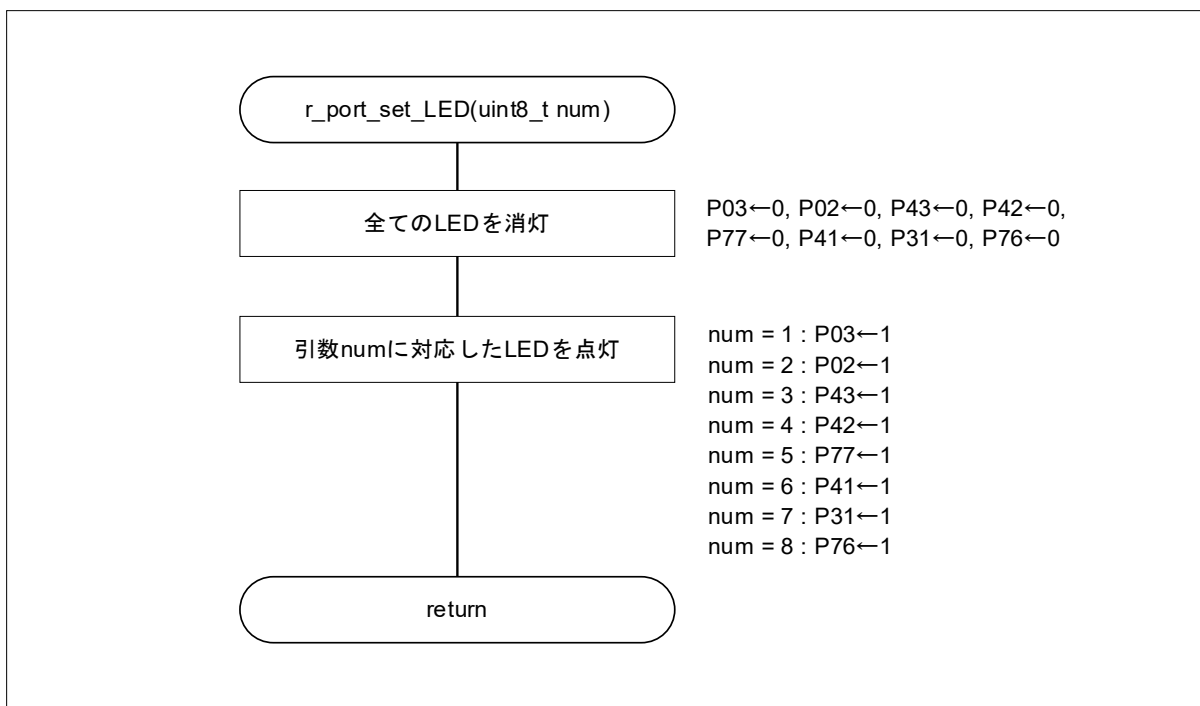 r_port_set_LED(uint8_t num)
全てのLEDを消灯
P03←0, P02←0, P43←0, P42←0,
P77←0, P41←0, P31←0, P76←0
引数numに対応したLEDを点灯
num = 1 : P03←1
num = 2 : P02←1
num = 3 : P43←1
num = 4 : P42←1
num = 5 : P77←1
num = 6 : P41←1
num = 7 : P31←1
num = 8 : P76←1
return